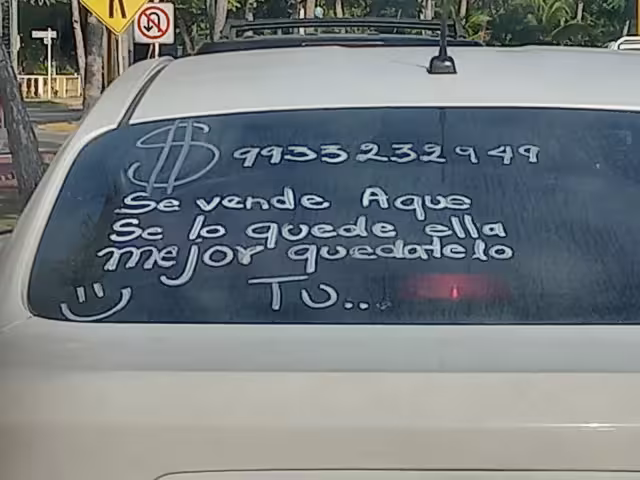 $ 9933232949
Se vende Aque
Se lo quede ella
mejor quedatelo
Tu...